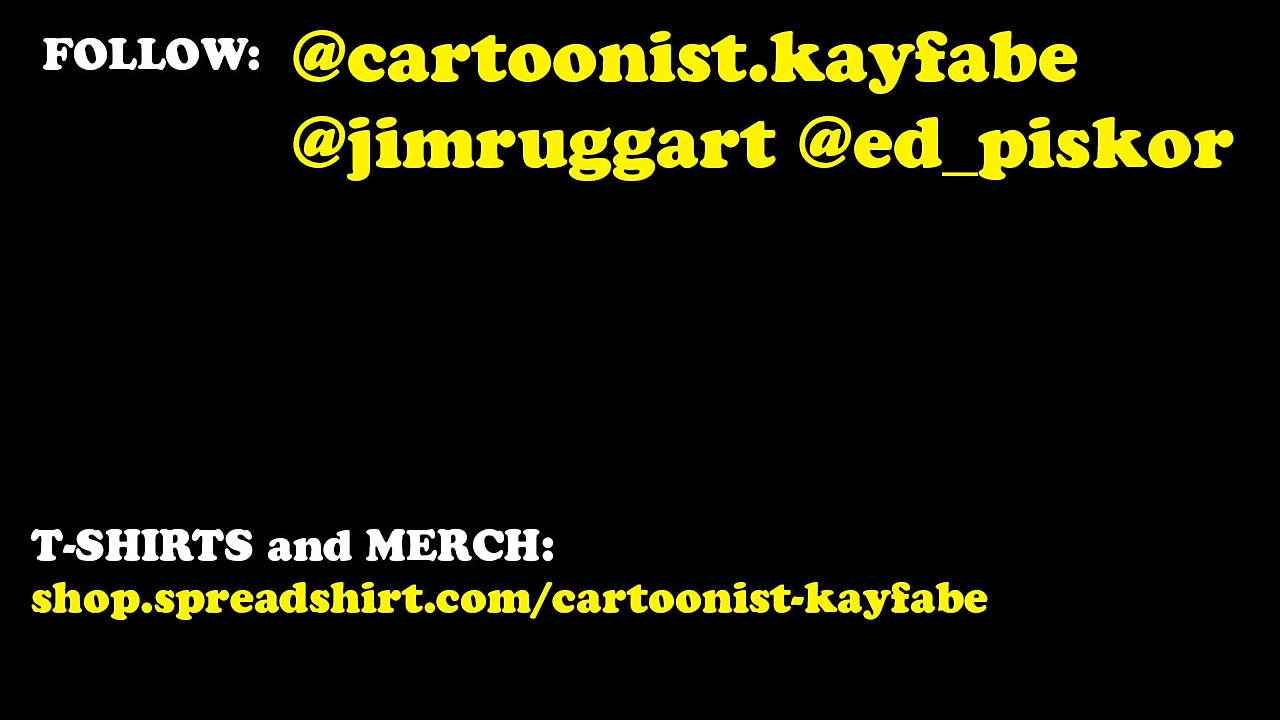 FOLLOW: @cartoonist.kayfabe
@jimruggart @ed_piskor
T-SHIRTS and MERCH:
shop.spreadshirt.com/cartoonist-kayfabe